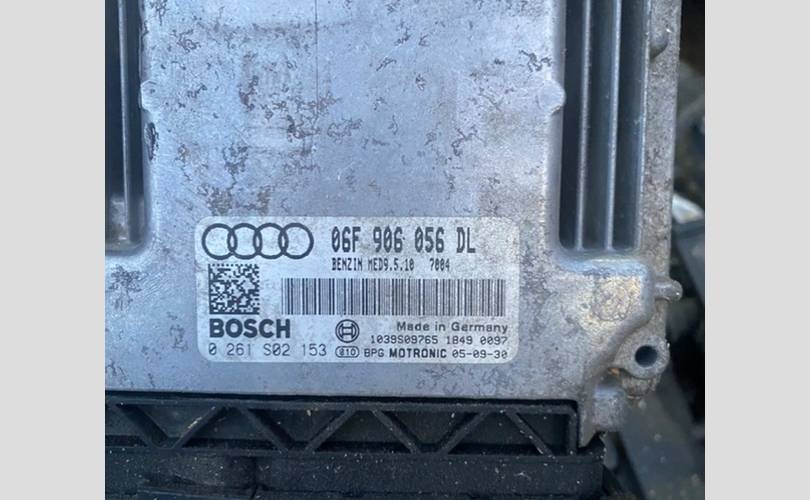 06F 906 056 DL
BENZIN MED9.5.10 7004
BOSCH
Made in Germany
1039S09765 1849 0097
0 261 S02 153 010 BPG MOTRONIC 05-09-30